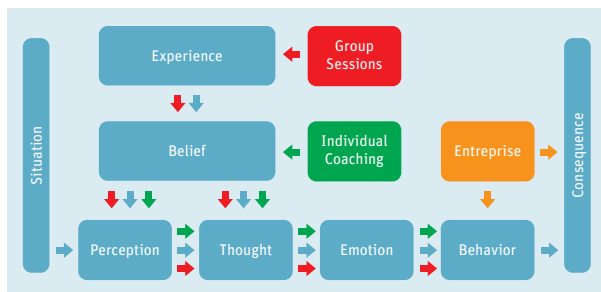 Situation
Experience
Group
Sessions
Belief
Individual
Coaching
Entreprise
Perception
Thought
Emotion
Behavior
Consequence